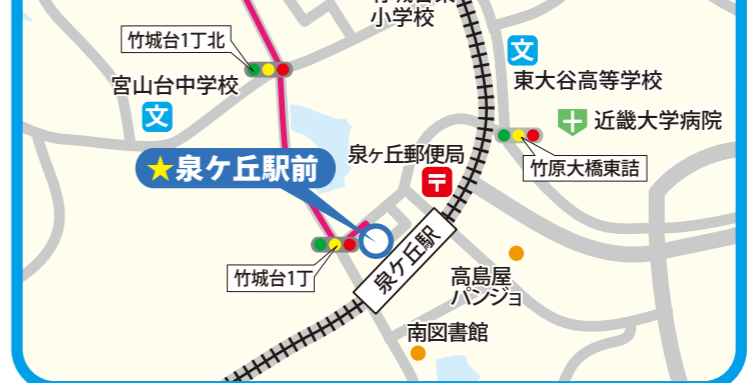 小学校
竹城台1丁北
宮山台中学校
文
文
東大谷高等学校
近畿大学病院
竹原大橋東詰
泉ヶ丘郵便局
〒
★泉ケ丘駅前
竹城台1丁
泉ケ丘駅
高島屋
パンジョ
南図書館